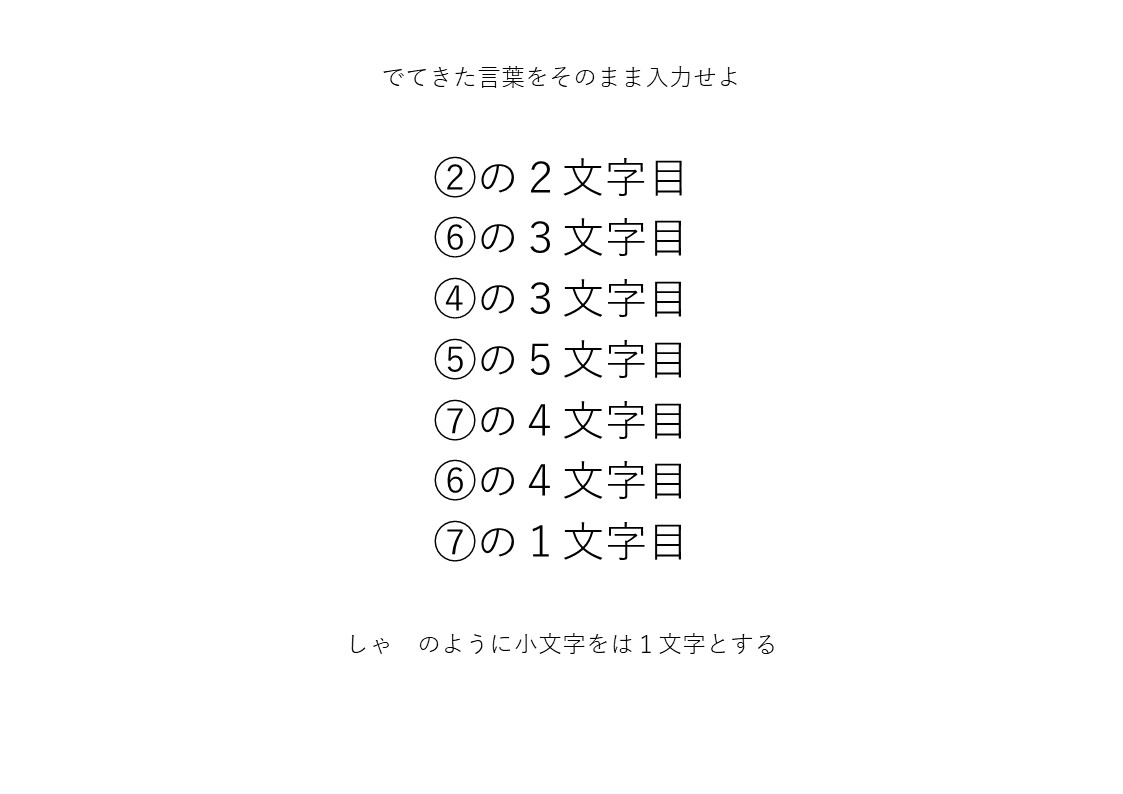 でてきた言葉をそのまま入力せよ
②の２文字目
⑥の３文字目
④の３文字目
⑤の５文字目
⑦の４文字目
⑥の４文字目
⑦の１文字目
しゃ　のように小文字をは１文字とする